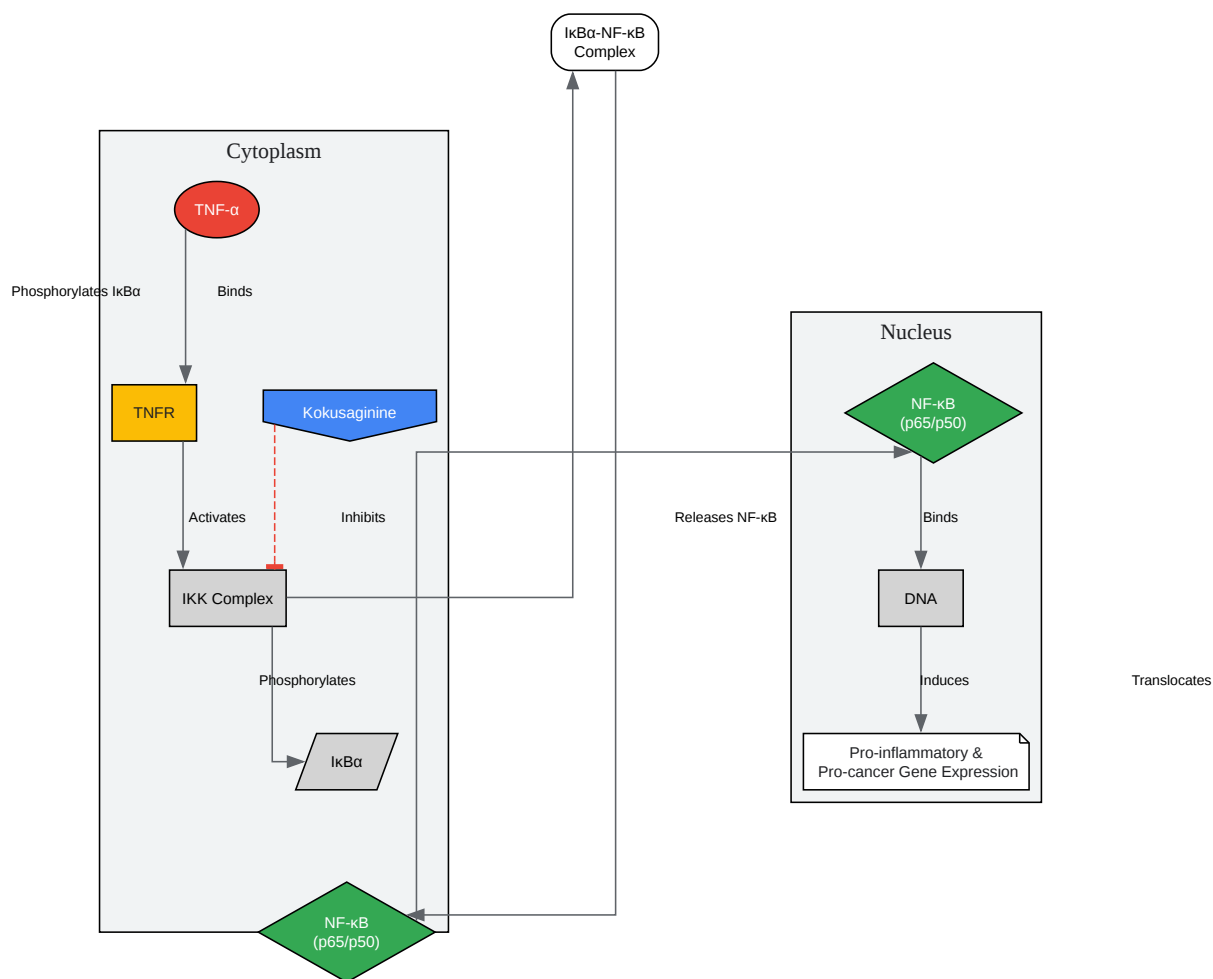 IκBα-NF-κB
Complex
Cytoplasm
TNF-α
Phosphorylates IκBα
Binds
Nucleus
TNFR
Kokusaginine
NF-κB
(p65/p50)
Activates
Inhibits
Releases NF-κB
Binds
IKK Complex
DNA
Phosphorylates
Induces
Translocates
IκBα
Pro-inflammatory &
Pro-cancer Gene Expression
NF-κB
(p65/p50)